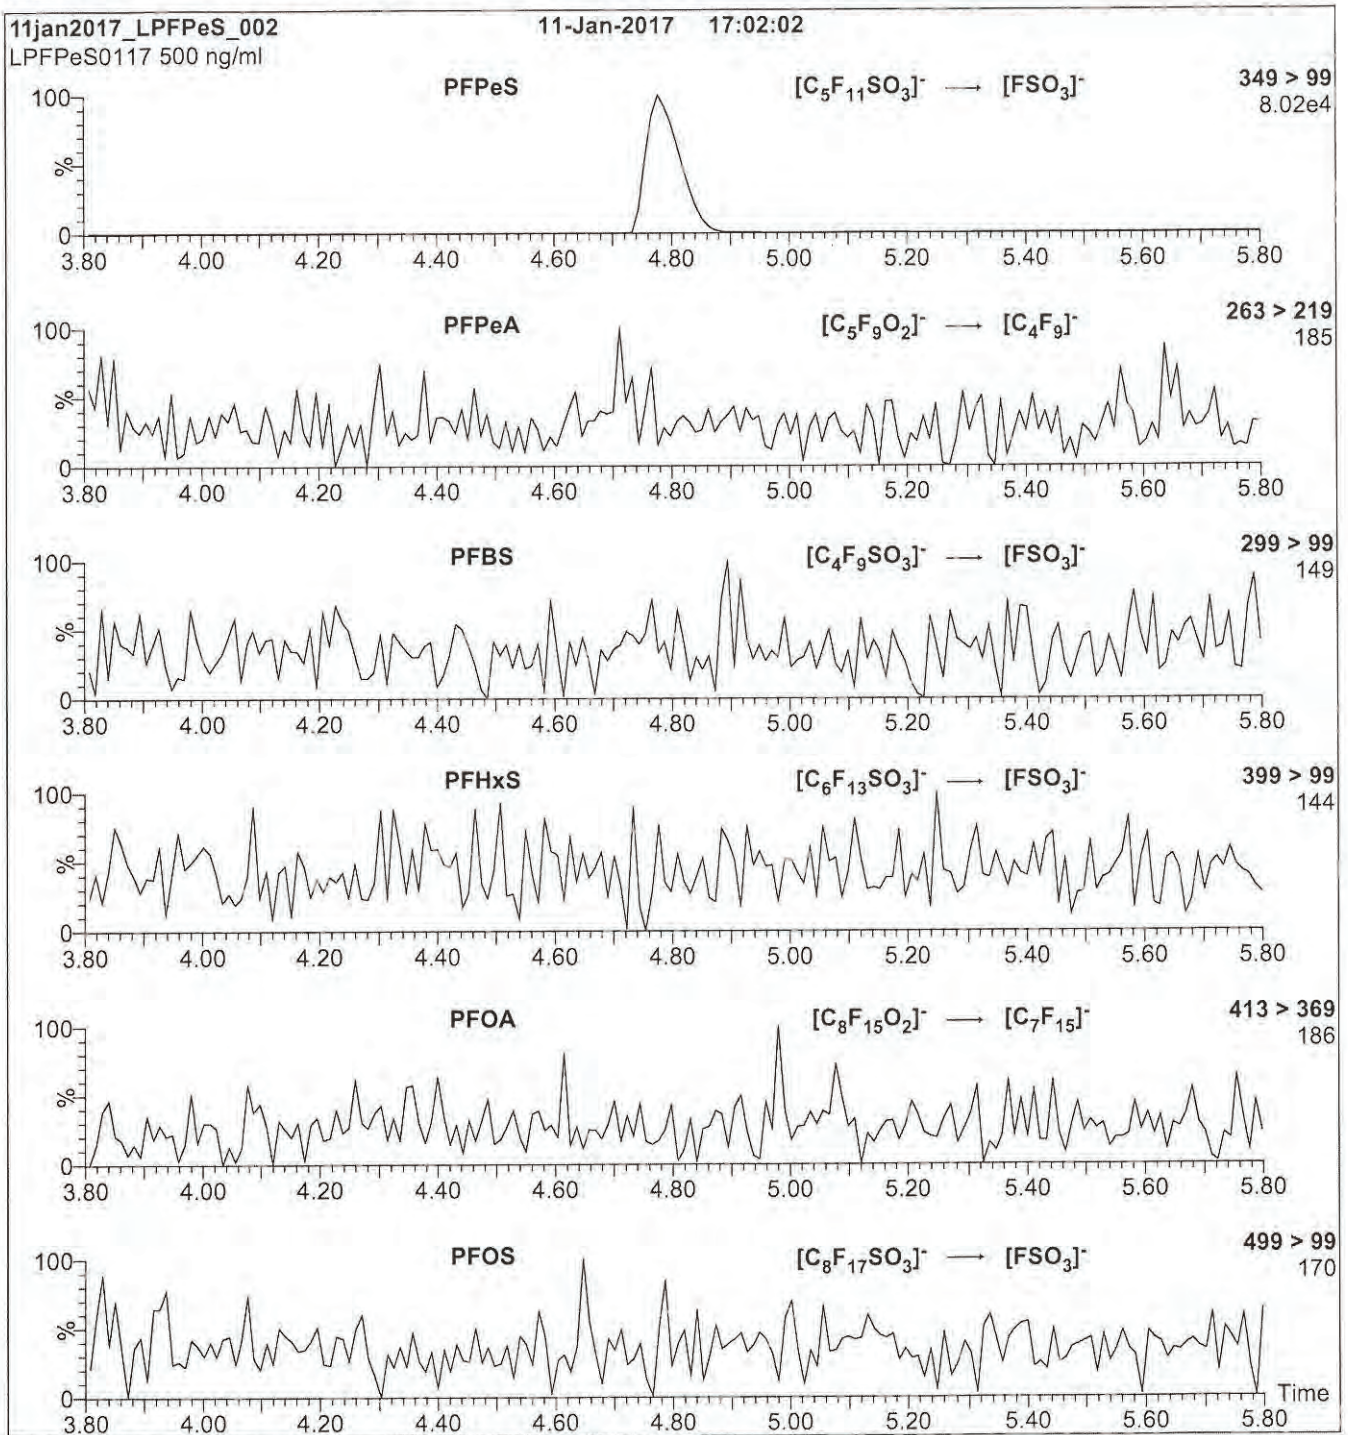 11jan2017_LPFPeS_002 11-Jan-2017 17:02:02
LPFPeS0117 500 ng/ml
PFPeS [C5F11SO3]- → [FSO3]- 349 > 99
8.02e4
100
%
0
3.80 4.00 4.20 4.40 4.60 4.80 5.00 5.20 5.40 5.60 5.80
PFPeA [C5F9O2]- → [C4F9]- 263 > 219
185
100
%
0
3.80 4.00 4.20 4.40 4.60 4.80 5.00 5.20 5.40 5.60 5.80
PFBS [C4F9SO3]- → [FSO3]- 299 > 99
149
100
%
0
3.80 4.00 4.20 4.40 4.60 4.80 5.00 5.20 5.40 5.60 5.80
PFHxS [C6F13SO3]- → [FSO3]- 399 > 99
144
100
%
0
3.80 4.00 4.20 4.40 4.60 4.80 5.00 5.20 5.40 5.60 5.80
PFOA [C8F15O2]- → [C7F15]- 413 > 369
186
100
%
0
3.80 4.00 4.20 4.40 4.60 4.80 5.00 5.20 5.40 5.60 5.80
PFOS [C8F17SO3]- → [FSO3]- 499 > 99
170
100
%
0
Time
3.80 4.00 4.20 4.40 4.60 4.80 5.00 5.20 5.40 5.60 5.80